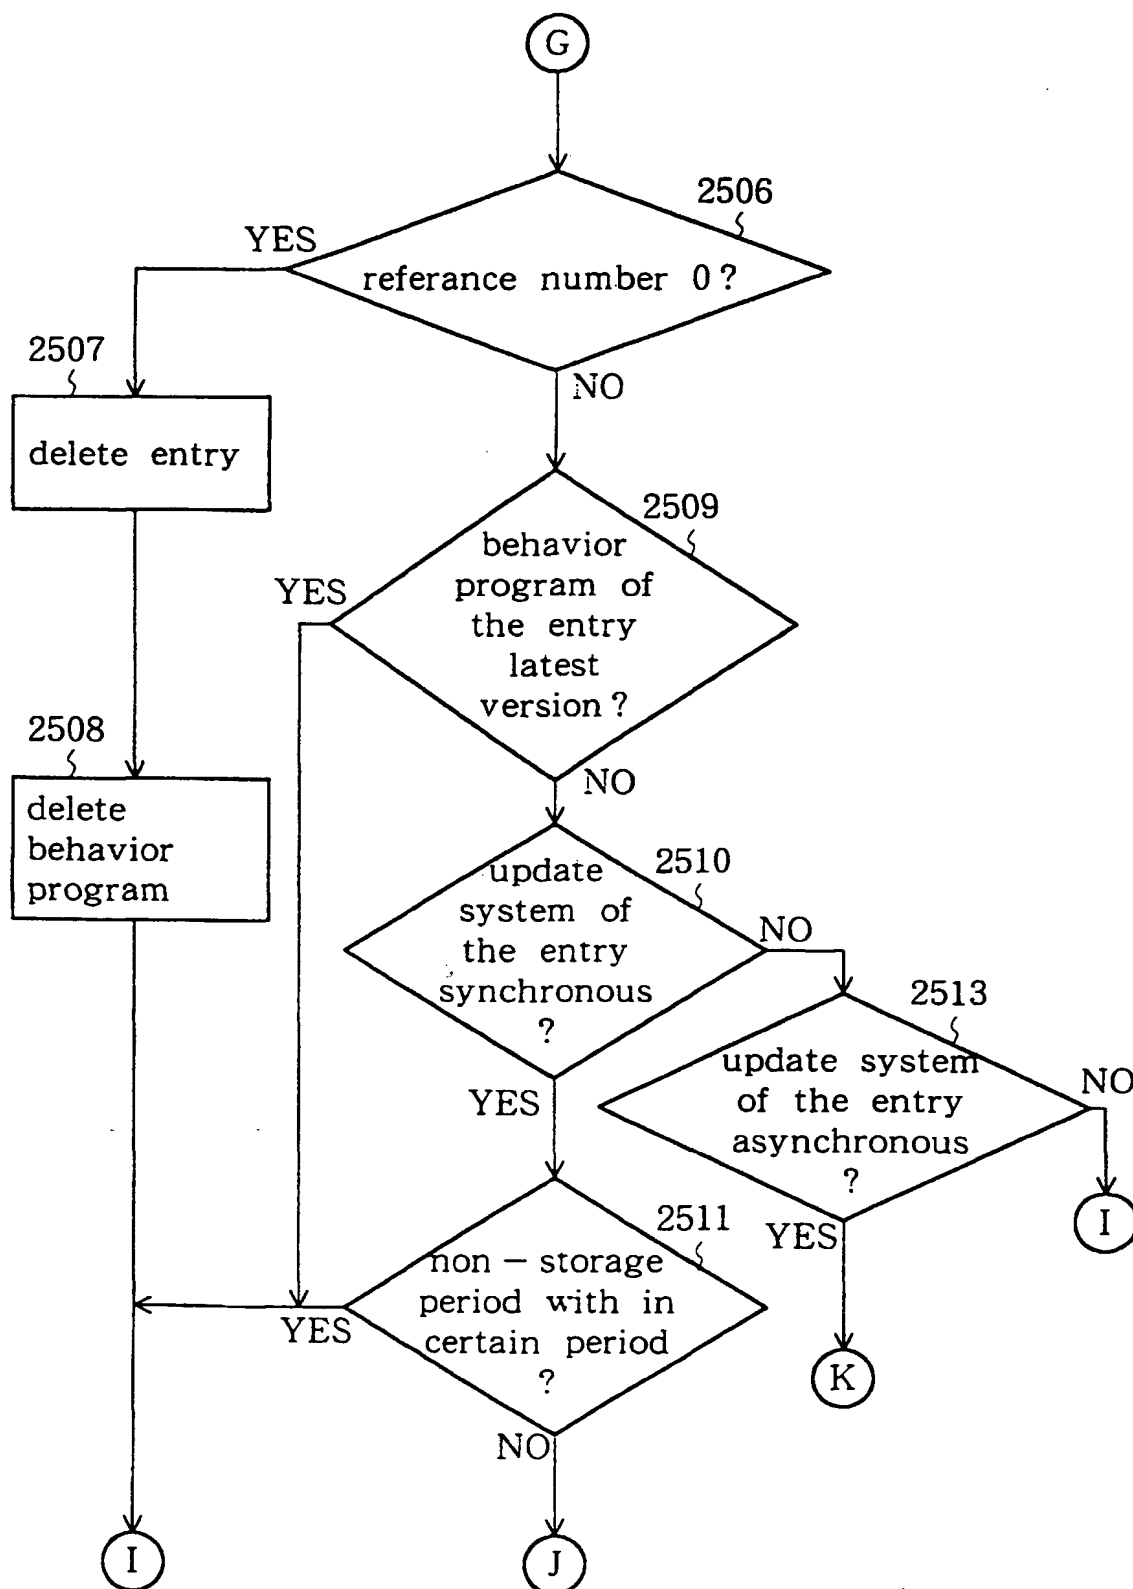 G
2506
YES
referance number 0?
2507
NO
delete entry
2509
behavior
program of
the entry
latest
version?
YES
2508
NO
delete
behavior
program
2510
update
system of
the entry
synchronous
?
NO
2513
YES
update system
of the entry
asynchronous
?
NO
2511
non-storage
period with in
certain period
?
YES
YES
I
K
NO
I
J